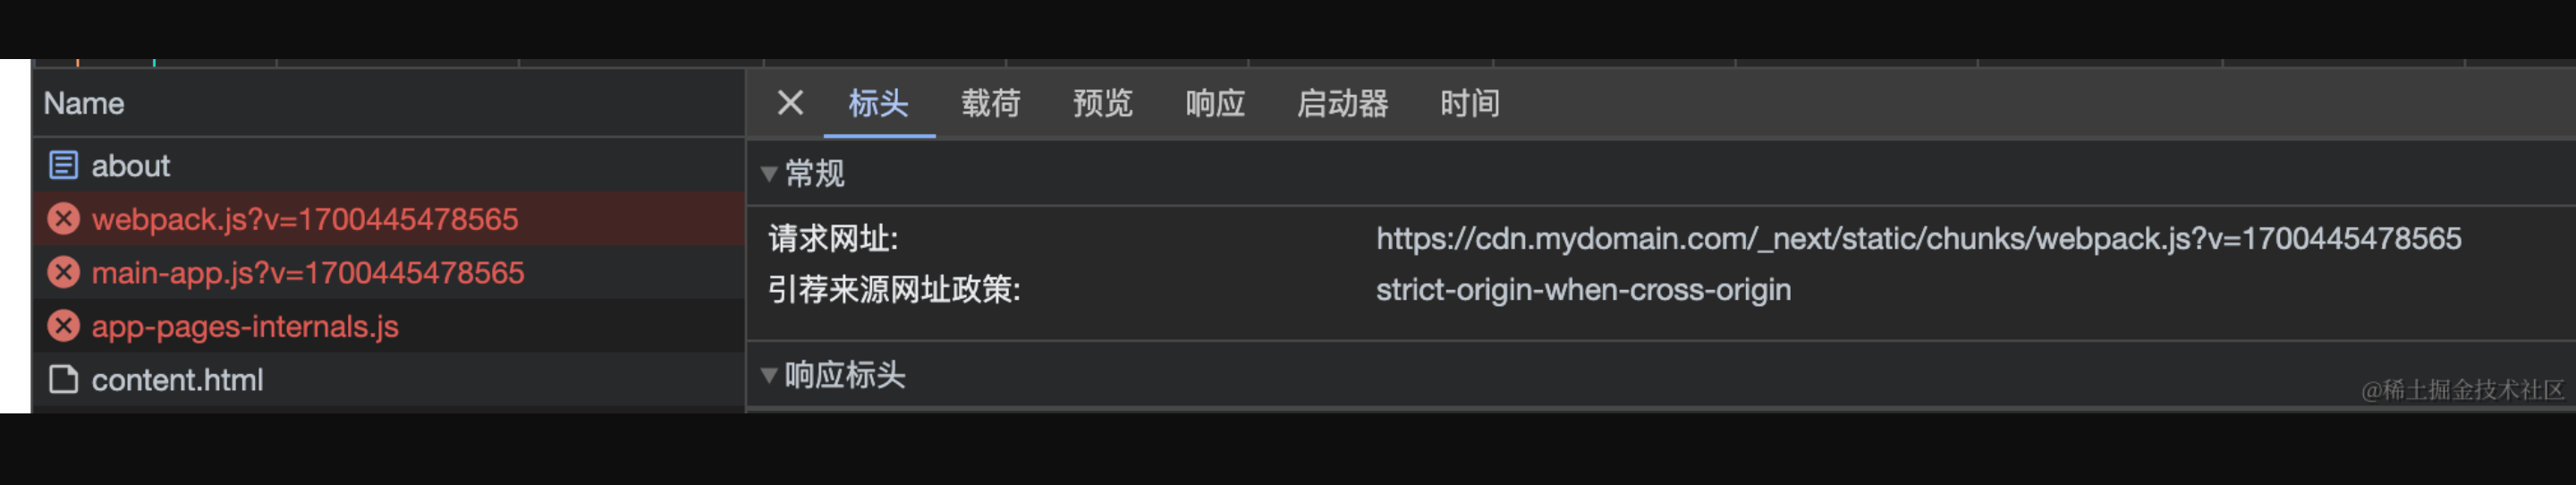 Name
about
webpack.js?v=1700445478565
main-app.js?v=1700445478565
app-pages-internals.js
content.html
标头 载荷 预览 响应 启动器 时间
常规
请求网址: https://cdn.mydomain.com/_next/static/chunks/webpack.js?v=1700445478565
引荐来源网址政策: strict-origin-when-cross-origin
响应标头
@稀土掘金技术社区